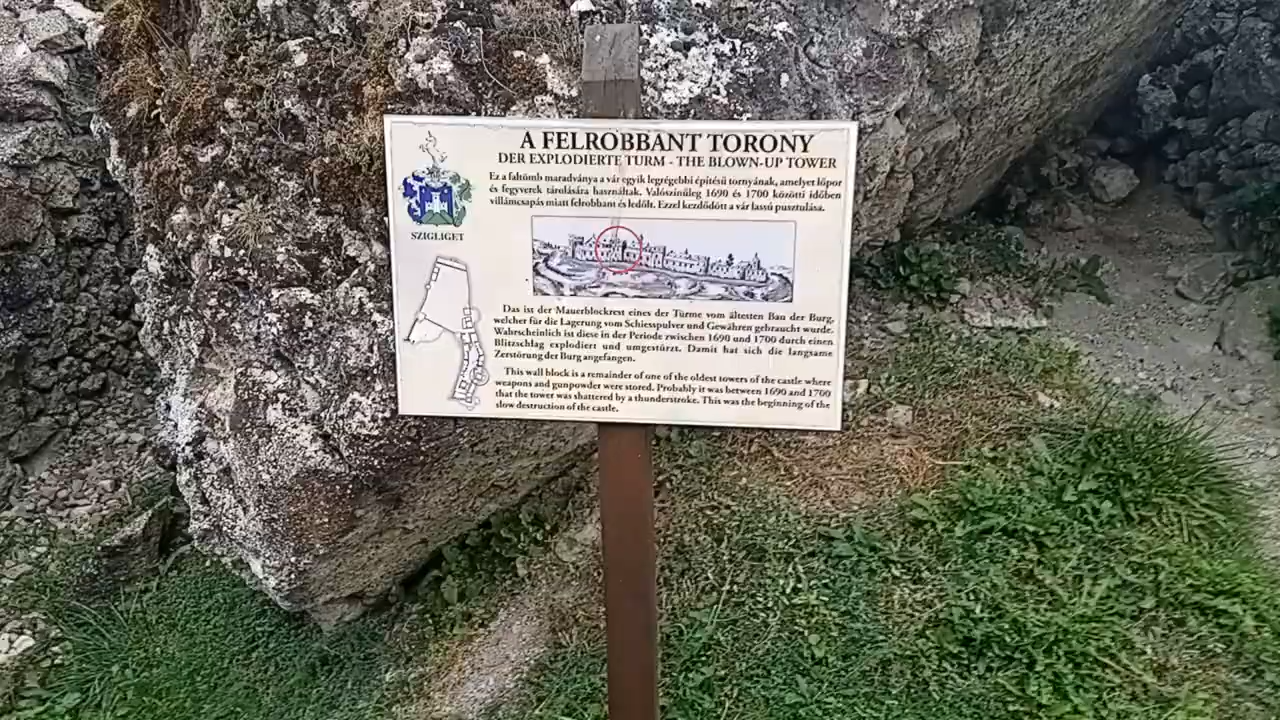 A FELROBBANT TORONY
DER EXPLODIERTE TURM - THE BLOWN-UP TOWER
Ez a faltömb maradványa a vár egyik legrégebbi építésű tornyának, amelyet lőpor
és fegyverek tárolására használtak. Valószínűleg 1690 és 1700 közötti időben
villámcsapás miatt felrobbant és ledőlt. Ezzel kezdődött a vár lassú pusztulása.
SZIGLIGET
Das ist der Mauerblockrest eines der Türme vom ältesten Bau der Burg,
welcher für die Lagerung vom Schiesspulver und Gewähren gebraucht wurde.
Wahrscheinlich ist diese in der Periode zwischen 1690 und 1700 durch einen
Blitzschlag explodiert und umgestürzt. Damit hat sich die langsame
Zerstörung der Burg angefangen.
This wall block is a remainder of one of the oldest towers of the castle where
weapons and gunpowder were stored. Probably it was between 1690 and 1700
that the tower was shattered by a thunderstroke. This was the beginning of the
slow destruction of the castle.